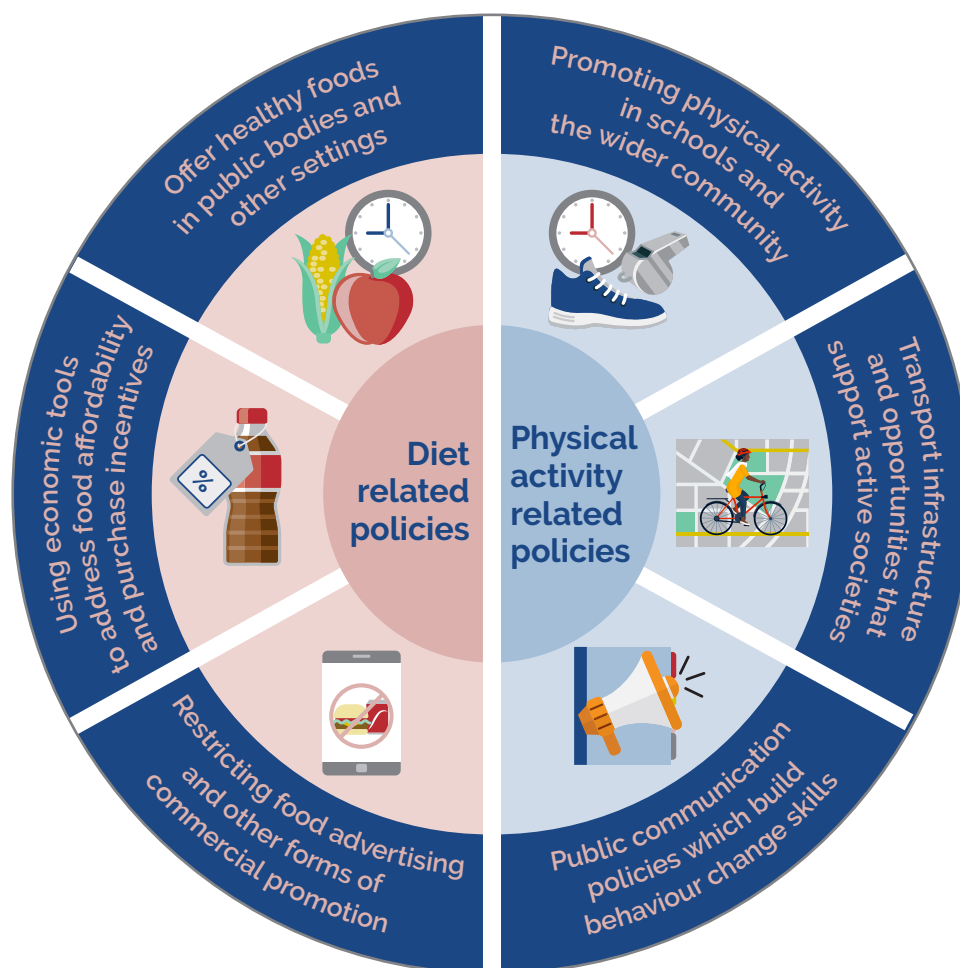 Offer healthy foods
in public bodies and
other settings
Using economic tools
to address food affordability
and purchase incentives
Restricting food advertising
and other forms of
commercial promotion
Diet
related
policies
%
Physical
activity
related
policies
Promoting physical activity
in schools and
the wider community
Transport infrastructure
and opportunities that
support active societies
Public communication
policies which build
behaviour change skills